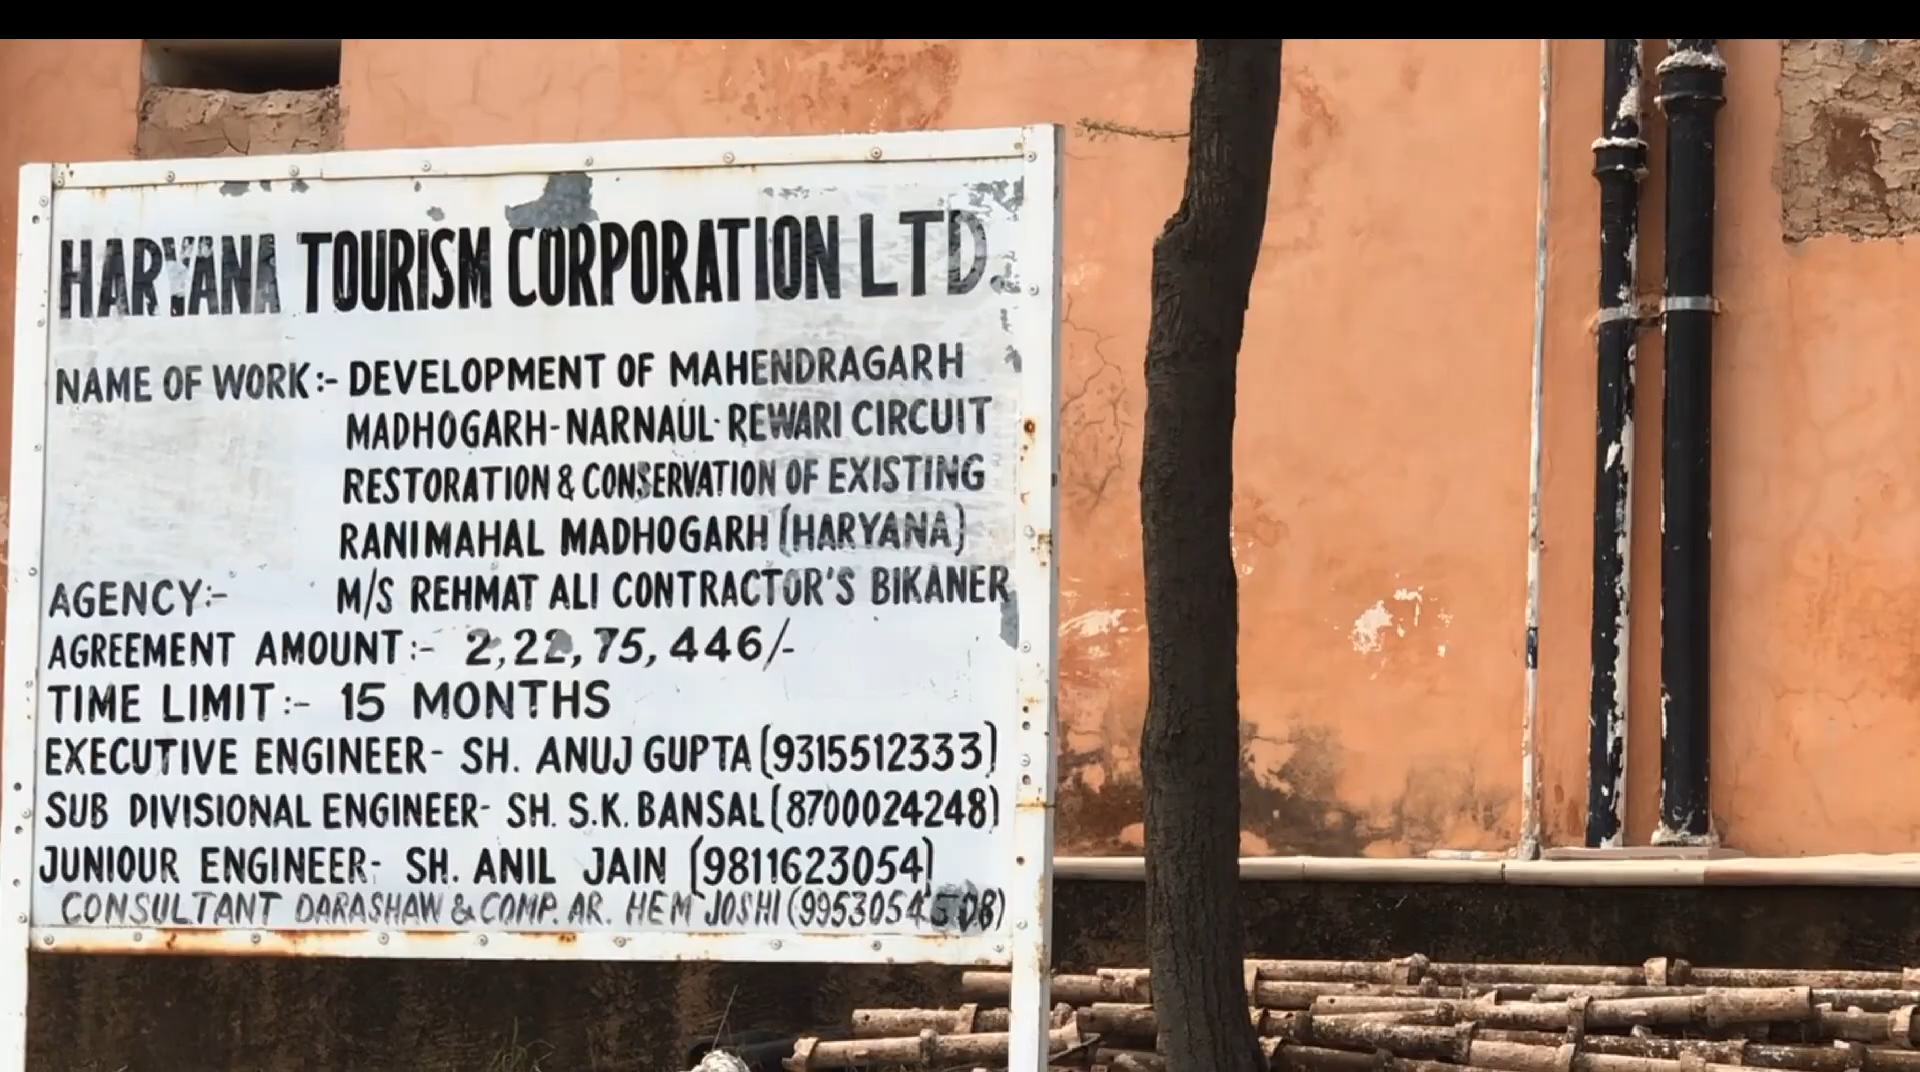 HARYANA TOURISM CORPORATION LTD.
NAME OF WORK:- DEVELOPMENT OF MAHENDRAGARH
MADHOGARH-NARNAUL-REWARI CIRCUIT
RESTORATION & CONSERVATION OF EXISTING
RANIMAHAL MADHOGARH (HARYANA)
AGENCY:- M/S REHMAT ALI CONTRACTOR'S BIKANER
AGREEMENT AMOUNT:- 2,22,75,446/-
TIME LIMIT:- 15 MONTHS
EXECUTIVE ENGINEER- SH. ANUJ GUPTA (9315512333)
SUB DIVISIONAL ENGINEER- SH. S.K. BANSAL (8700024248)
JUNIOUR ENGINEER- SH. ANIL JAIN (9811623054)
CONSULTANT DARASHAW & COMP. AR. HEM JOSHI